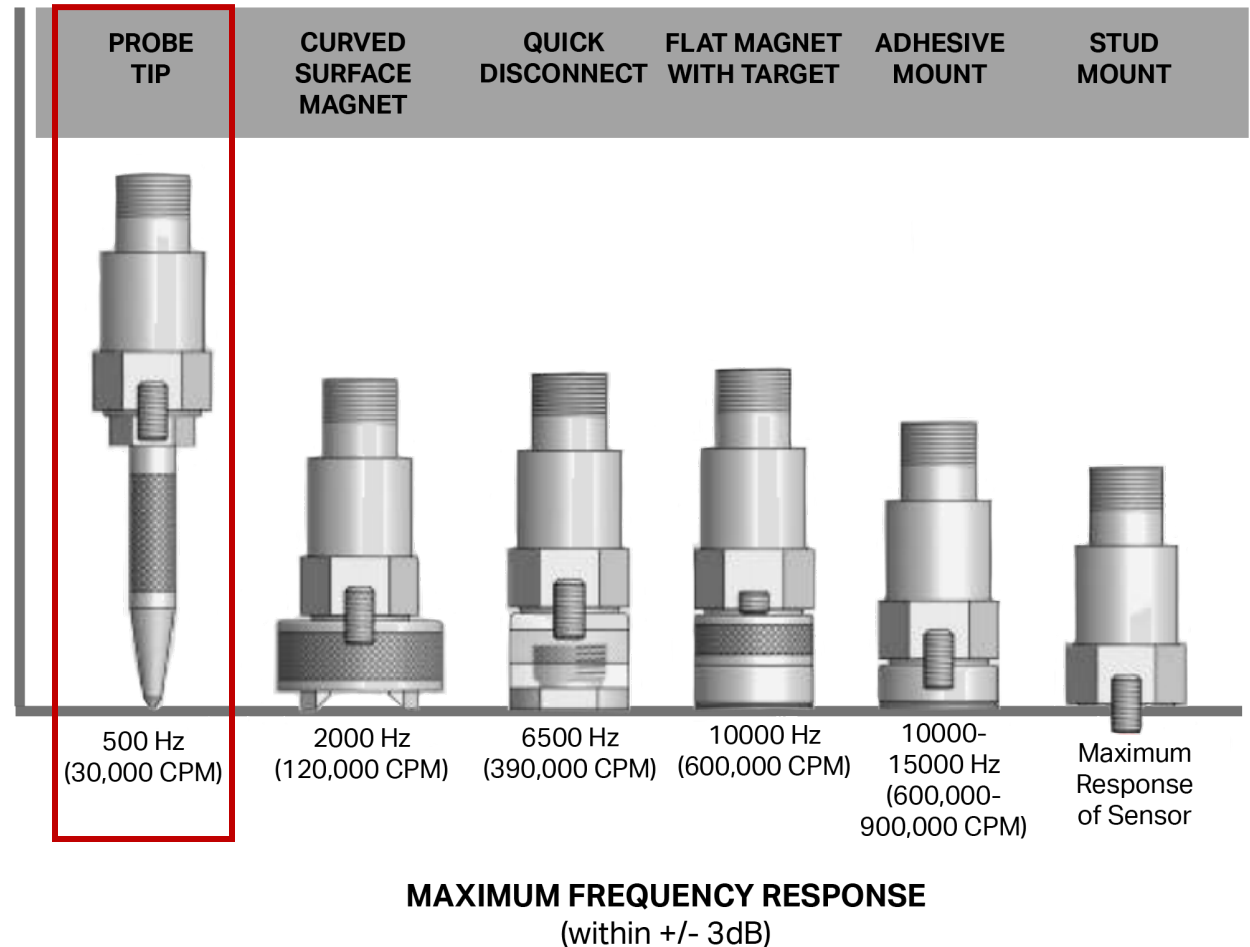 PROBE
TIP
CURVED
SURFACE
MAGNET
QUICK
DISCONNECT
FLAT MAGNET
WITH TARGET
ADHESIVE
MOUNT
STUD
MOUNT
500 Hz
(30,000 CPM)
2000 Hz
(120,000 CPM)
6500 Hz
(390,000 CPM)
10000 Hz
(600,000 CPM)
10000-
15000 Hz
(600,000-
900,000 CPM)
Maximum
Response
of Sensor
MAXIMUM FREQUENCY RESPONSE
(within +/- 3dB)